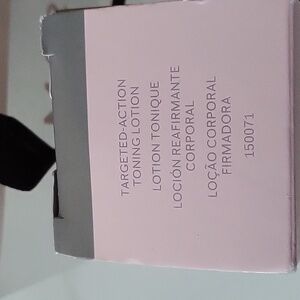 TARGETED-ACTION
TONING LOTION
LOTION TONIQUE
LOCIÓN REAFIRMANTE
CORPORAL
LOÇÃO CORPORAL
FIRMADORA
150071